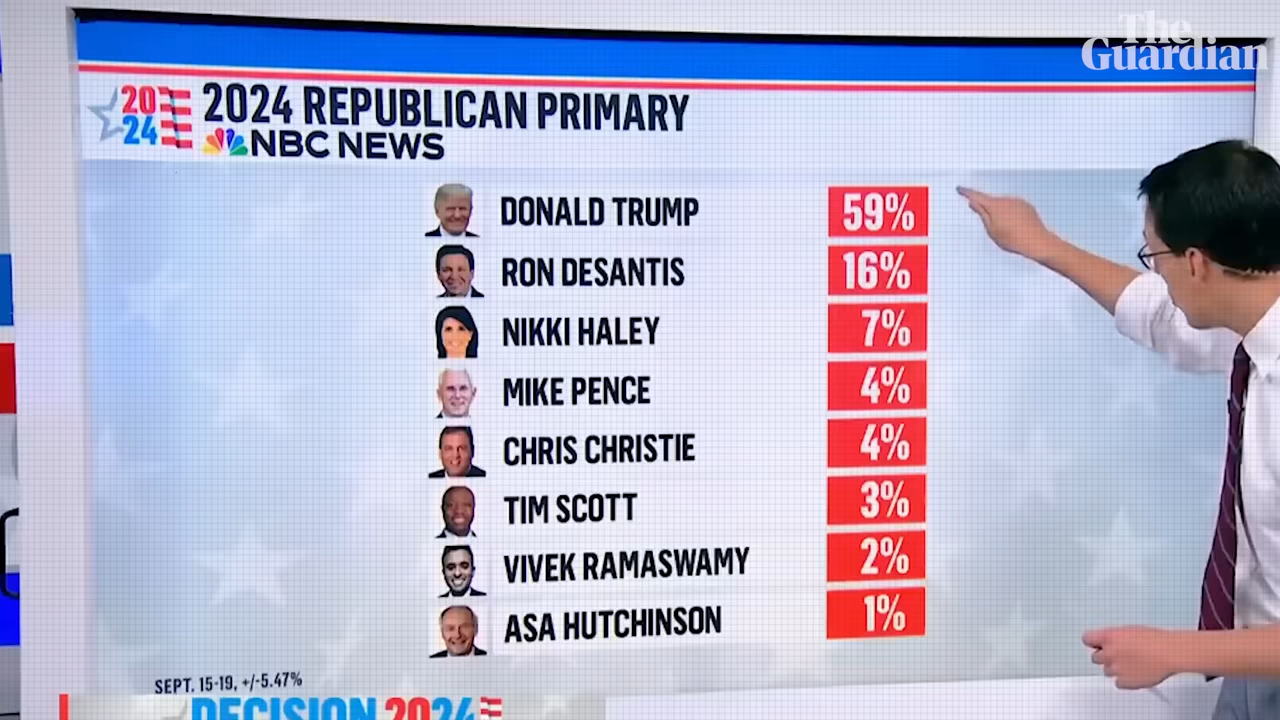 The
Guardian
20
24
2024 REPUBLICAN PRIMARY
NBC NEWS
DONALD TRUMP 59%
RON DESANTIS 16%
NIKKI HALEY 7%
MIKE PENCE 4%
CHRIS CHRISTIE 4%
TIM SCOTT 3%
VIVEK RAMASWAMY 2%
ASA HUTCHINSON 1%
SEPT. 15-19, +/-5.47%
DECISION 2024